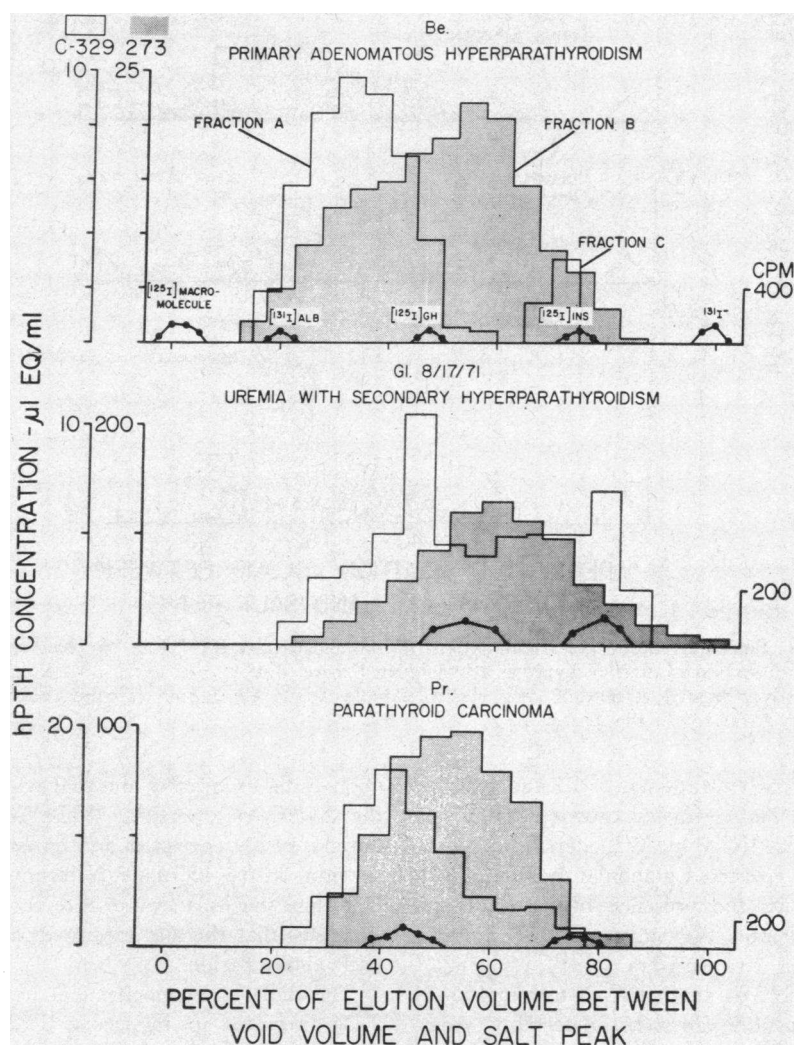 Be.
C-329 273
PRIMARY ADENOMATOUS HYPERPARATHYROIDISM
10 25
FRACTION A
FRACTION B
FRACTION C
CPM
400
[¹²⁵I] MACRO-
MOLECULE
[¹³¹I] ALB
[¹²⁵I] GH
[¹²⁵I] INS
¹³¹I⁻
Gl. 8/17/71
UREMIA WITH SECONDARY HYPERPARATHYROIDISM
10 200
200
Pr.
PARATHYROID CARCINOMA
20 100
200
hPTH CONCENTRATION - µl EQ/ml
0 20 40 60 80 100
PERCENT OF ELUTION VOLUME BETWEEN
VOID VOLUME AND SALT PEAK